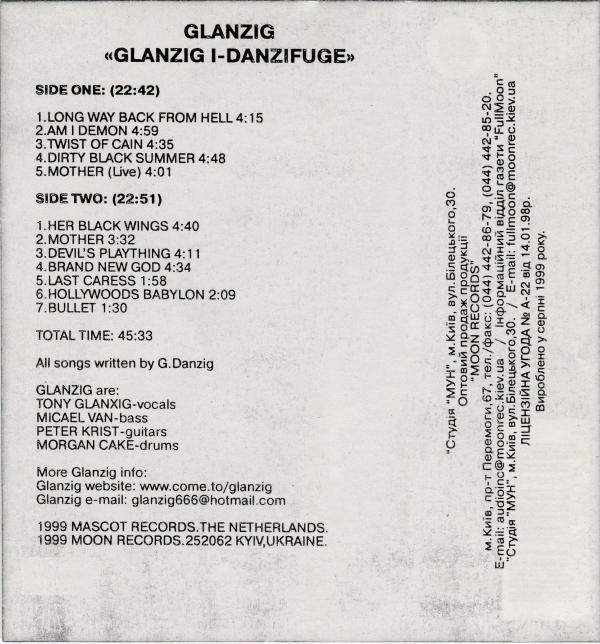 GLANZIG
«GLANZIG I-DANZIFUGE»
SIDE ONE: (22:42)
1.LONG WAY BACK FROM HELL 4:15
2.AM I DEMON 4:59
3.TWIST OF CAIN 4:35
4.DIRTY BLACK SUMMER 4:48
5.MOTHER (Live) 4:01
SIDE TWO: (22:51)
1.HER BLACK WINGS 4:40
2.MOTHER 3:32
3.DEVIL'S PLAYTHING 4:11
4.BRAND NEW GOD 4:34
5.LAST CARESS 1:58
6.HOLLYWOODS BABYLON 2:09
7.BULLET 1:30
TOTAL TIME: 45:33
All songs written by G.Danzig
GLANZIG are:
TONY GLANXIG-vocals
MICAEL VAN-bass
PETER KRIST-guitars
MORGAN CAKE-drums
More Glanzig info:
Glanzig website: www.come.to/glanzig
Glanzig e-mail: glanzig666@hotmail.com
1999 MASCOT RECORDS.THE NETHERLANDS.
1999 MOON RECORDS.252062 KYIV,UKRAINE.
"Студія "МУН", м.Київ, вул.Білецького,30.
Оптовий продаж продукції
"MOON RECORDS"
м.Київ, пр-т Перемоги,67, тел./факс: (044) 442-86-79, (044) 442-85-20.
E-mail: audioinc@moonrec.kiev.ua / Інформаційний відділ газети "FullMoon"
"Студія "МУН", м.Київ, вул.Білецького,30. / E-mail: fullmoon@moonrec.kiev.ua
ЛІЦЕНЗІЙНА УГОДА № А-22 від 14.01.98р.
Вироблено у серпні 1999 року.